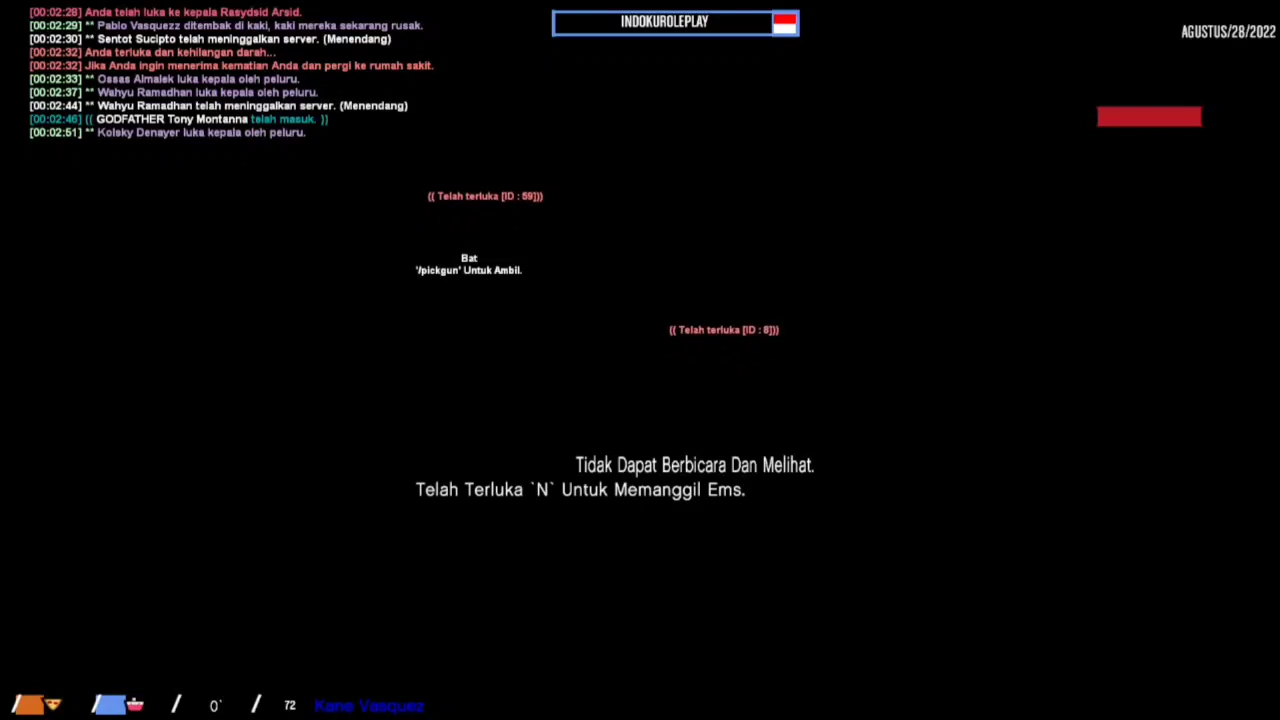 [00:02:28] Anda telah luka ke kepala Rasydsid Arsid.
[00:02:29] ** Pablo Vasquezz ditembak di kaki, kaki mereka sekarang rusak.
[00:02:30] ** Sentot Sucipto telah meninggalkan server. (Menendang)
[00:02:32] Anda terluka dan kehilangan darah...
[00:02:32] Jika Anda ingin menerima kematian Anda dan pergi ke rumah sakit.
[00:02:33] ** Ossas Almalek luka kepala oleh peluru.
[00:02:37] ** Wahyu Ramadhan luka kepala oleh peluru.
[00:02:44] ** Wahyu Ramadhan telah meninggalkan server. (Menendang)
[00:02:46] (( GODFATHER Tony Montanna telah masuk. ))
[00:02:51] ** Kolsky Denayer luka kepala oleh peluru.
INDOKUROLEPLAY
AGUSTUS/28/2022
(( Telah terluka [ID : 59]))
Bat
'/pickgun' Untuk Ambil.
(( Telah terluka [ID : 8]))
Tidak Dapat Berbicara Dan Melihat.
Telah Terluka `N` Untuk Memanggil Ems.
/ / / 0` / 72 Kane Vasquez